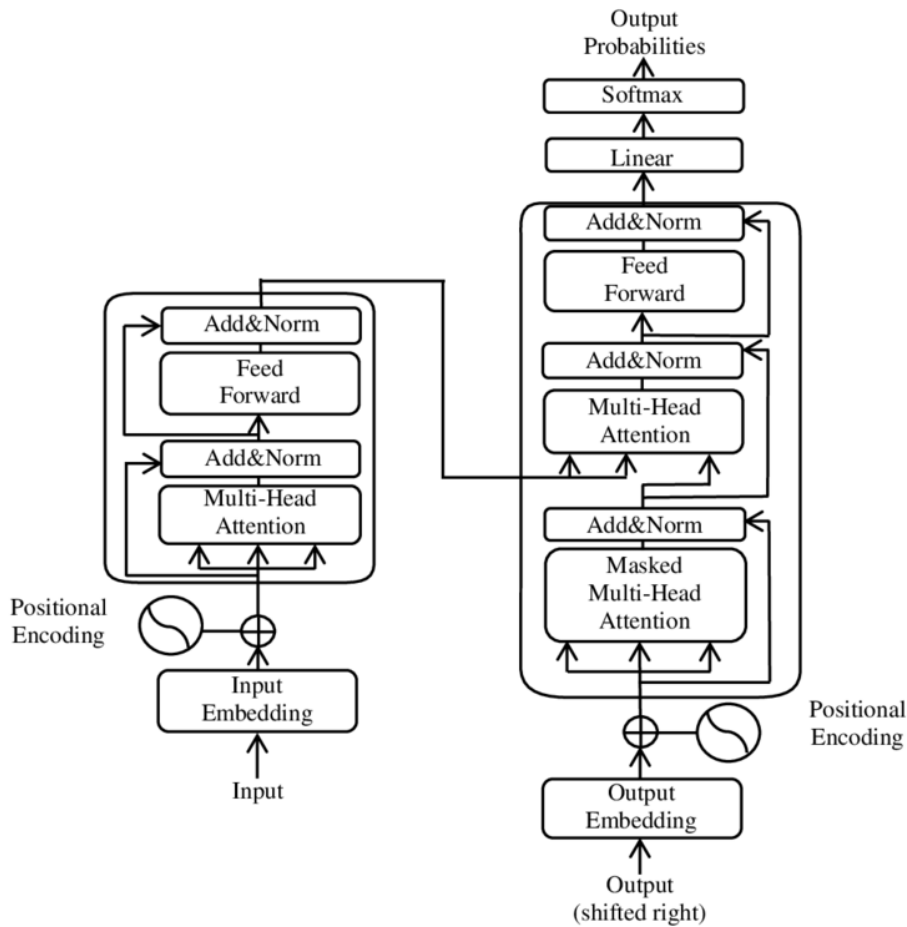 Output
Probabilities
Softmax
Linear
Add&Norm
Feed
Forward
Add&Norm
Multi-Head
Attention
Add&Norm
Masked
Multi-Head
Attention
Positional
Encoding
Output
Embedding
Output
(shifted right)
Add&Norm
Feed
Forward
Add&Norm
Multi-Head
Attention
Positional
Encoding
Input
Embedding
Input